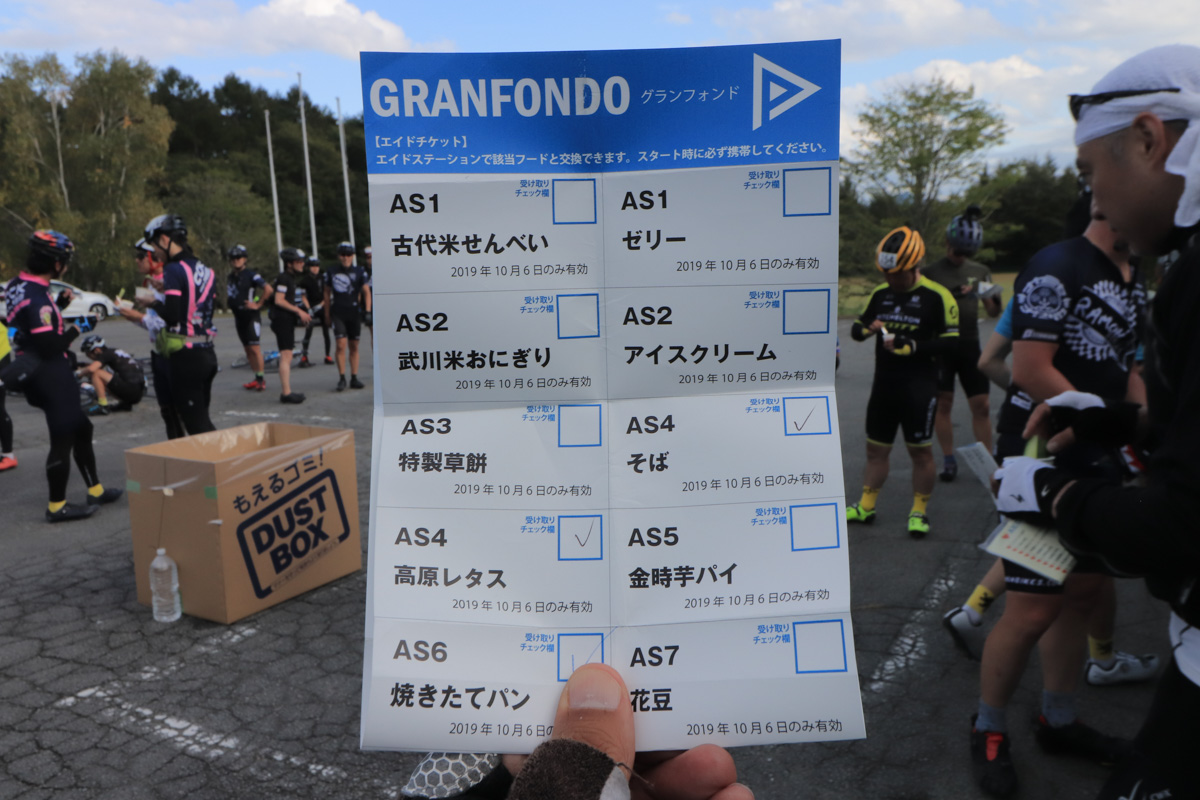 GRANFONDO グランフォンド
【エイドチケット】
エイドステーションで該当フードと交換できます。スタート時に必ず携帯してください。
AS1
受け取り
チェック欄
古代米せんべい
2019年10月6日のみ有効
AS1
受け取り
チェック欄
ゼリー
2019年10月6日のみ有効
AS2
受け取り
チェック欄
武川米おにぎり
2019年10月6日のみ有効
AS2
受け取り
チェック欄
アイスクリーム
2019年10月6日のみ有効
AS3
受け取り
チェック欄
特製草餅
2019年10月6日のみ有効
AS4
受け取り
チェック欄
そば
2019年10月6日のみ有効
AS4
受け取り
チェック欄
高原レタス
2019年10月6日のみ有効
AS5
受け取り
チェック欄
金時芋パイ
2019年10月6日のみ有効
AS6
受け取り
チェック欄
焼きたてパン
2019年10月6日のみ有効
AS7
受け取り
チェック欄
花豆
2019年10月6日のみ有効
もえるゴミ!
DUST
BOX